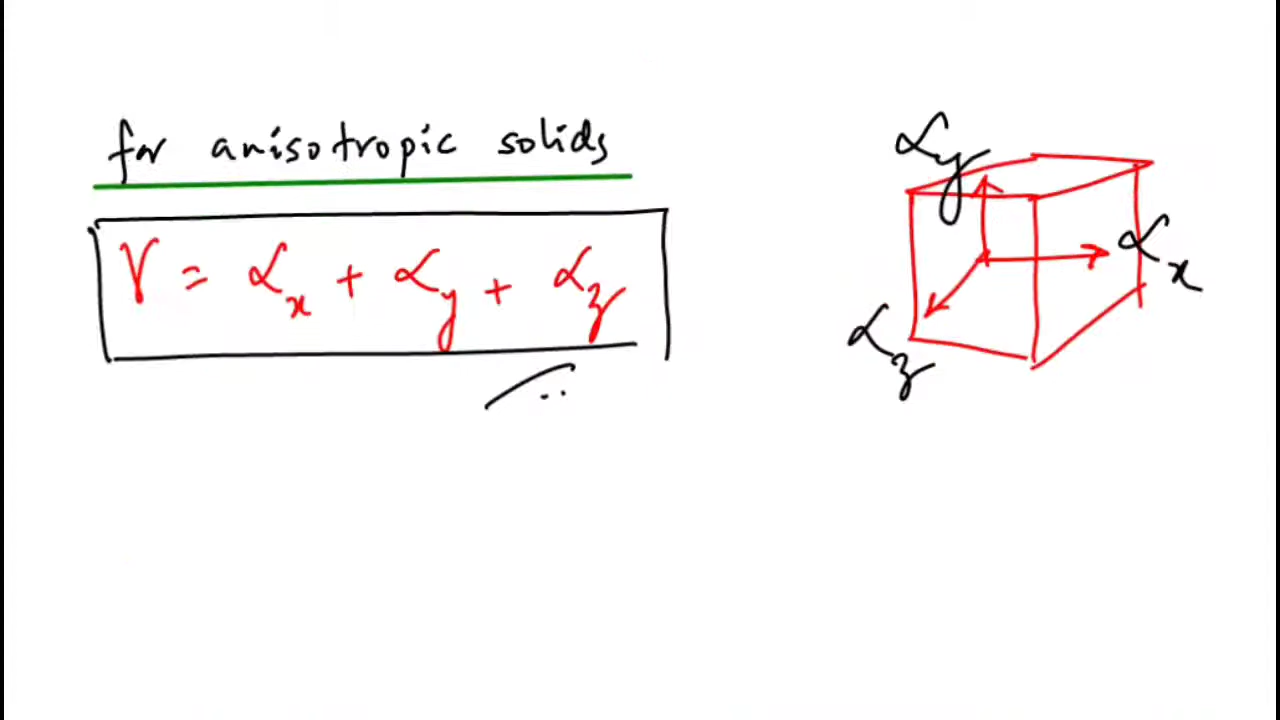 for anisotropic solids
γ = αx + αy + αz
αy
αx
αz